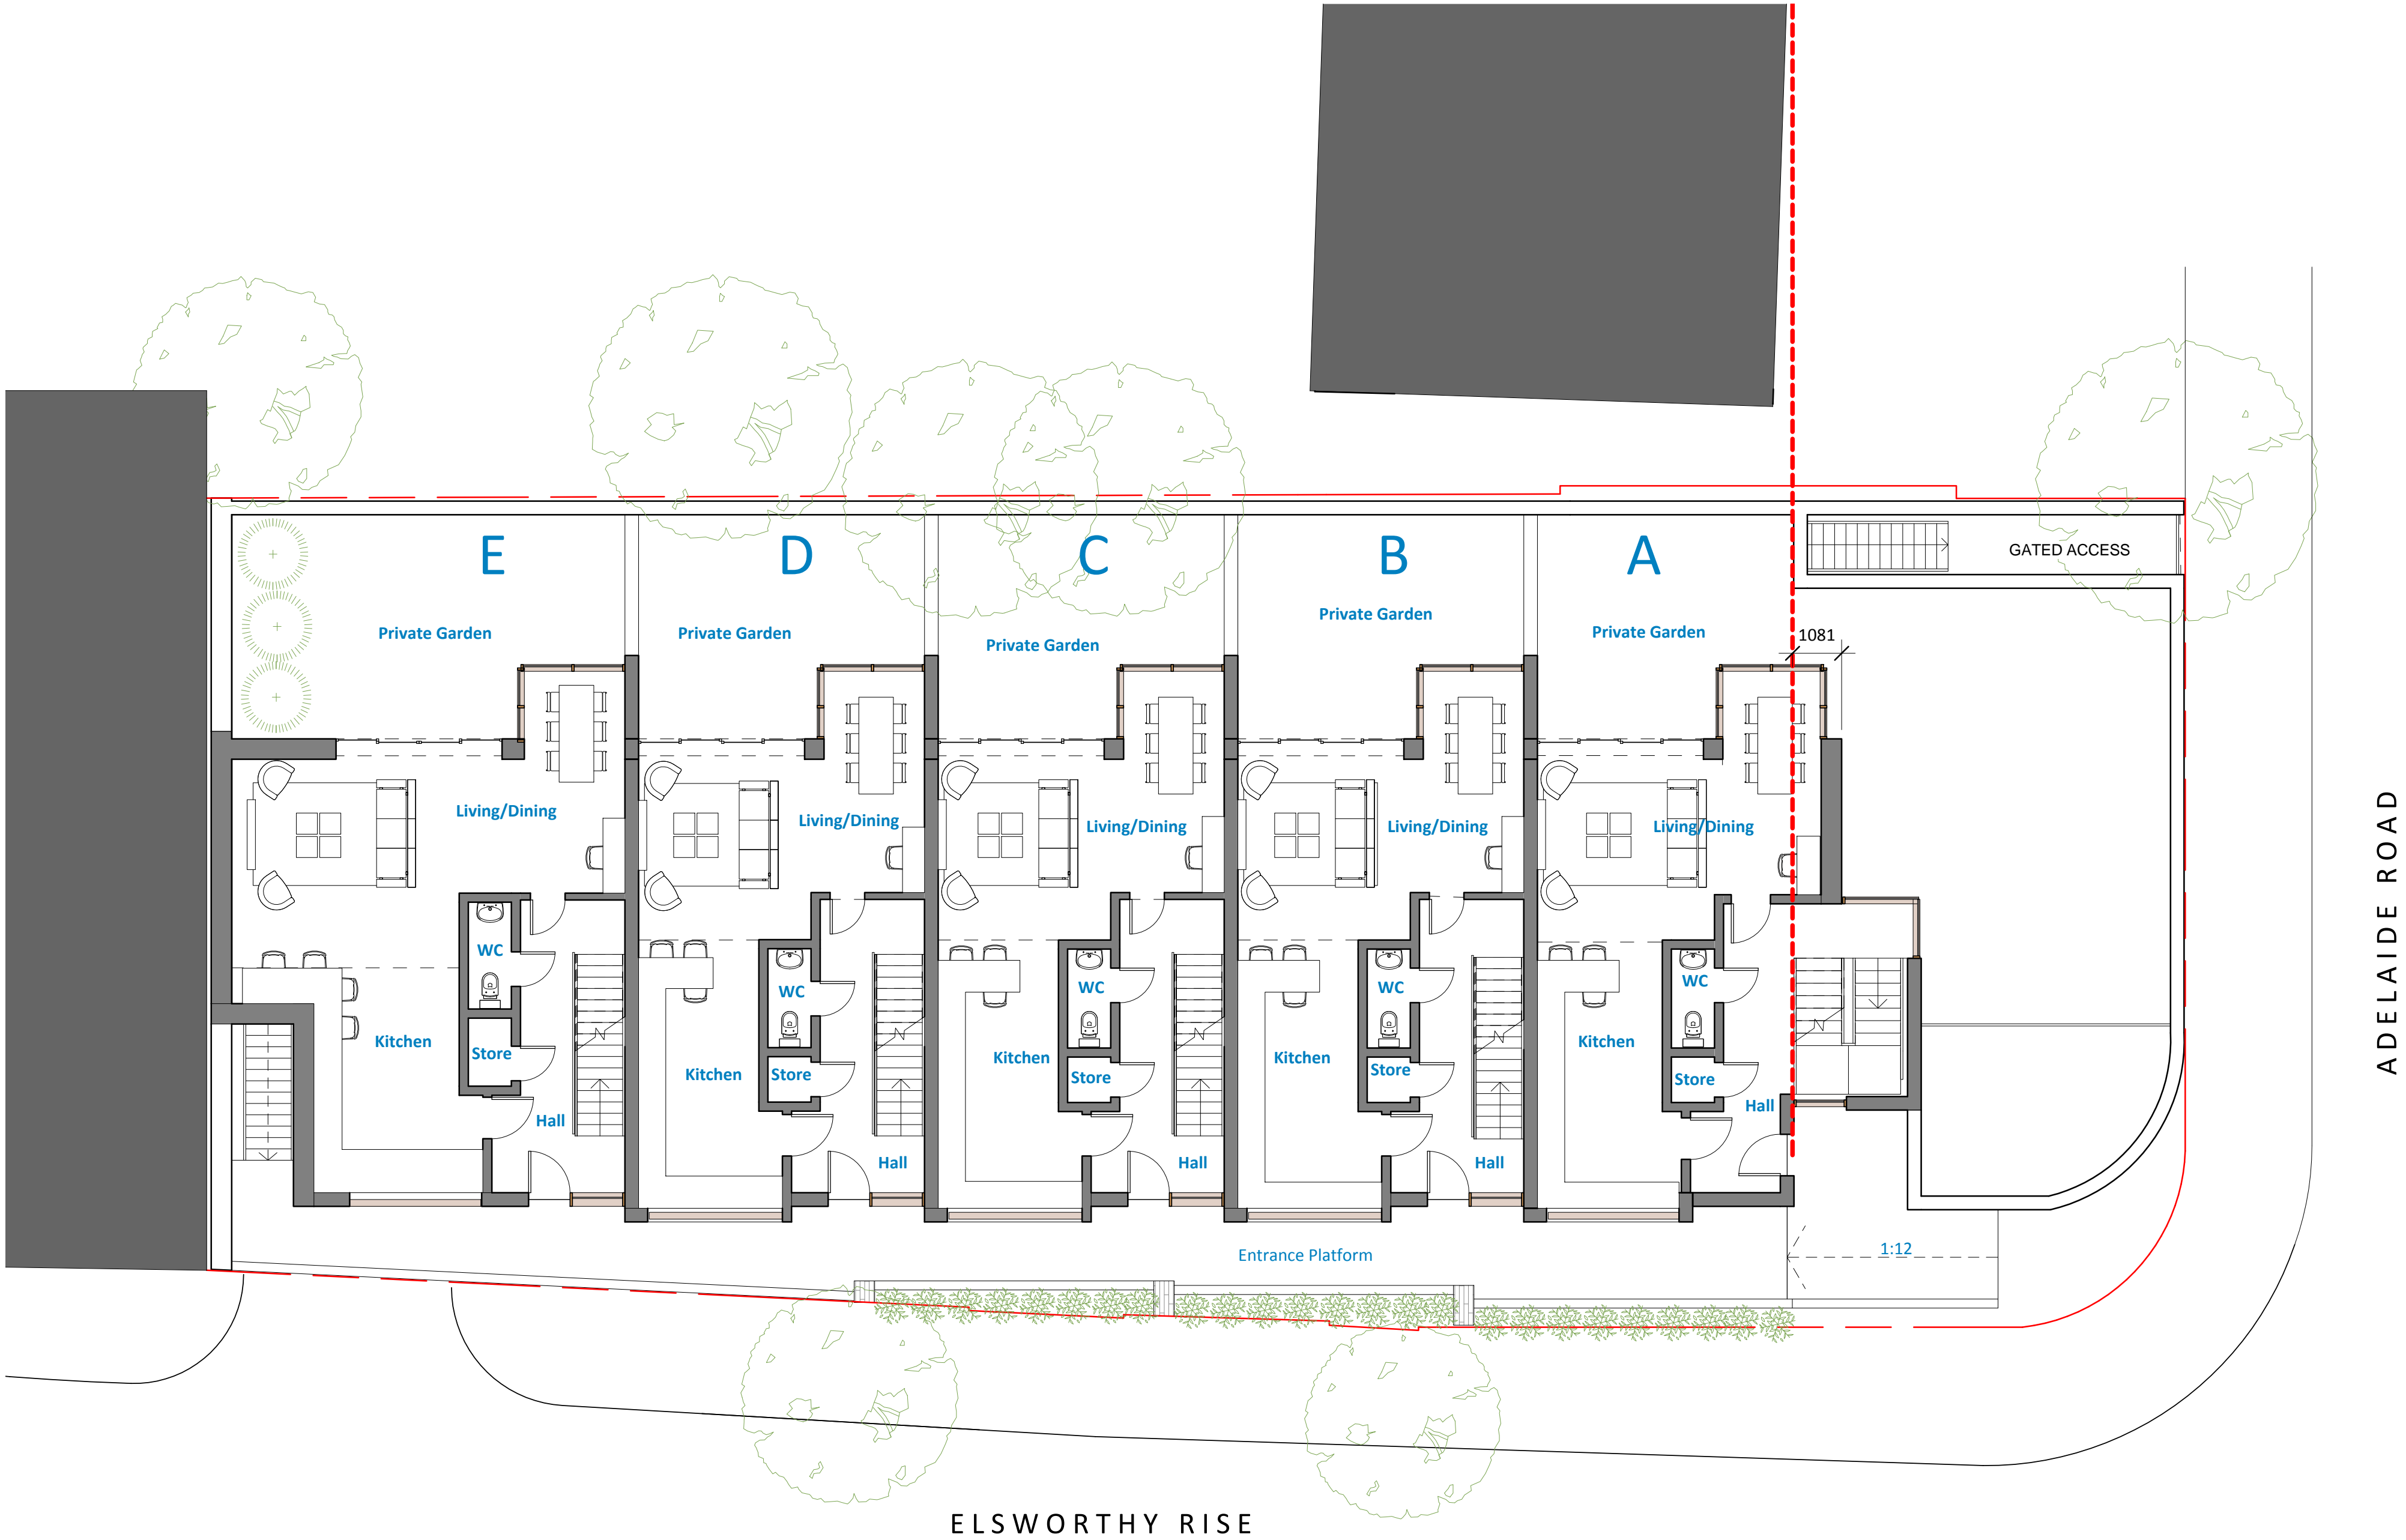 E
D
C
B
A
GATED ACCESS
Private Garden
Private Garden
Private Garden
Private Garden
Private Garden
1081
Living/Dining
Living/Dining
Living/Dining
Living/Dining
Living/Dining
WC
WC
WC
WC
WC
Kitchen
Store
Kitchen
Store
Kitchen
Store
Kitchen
Store
Kitchen
Store
Hall
Hall
Hall
Hall
Hall
Entrance Platform
1:12
ADELAIDE ROAD
ELSWORTHY RISE